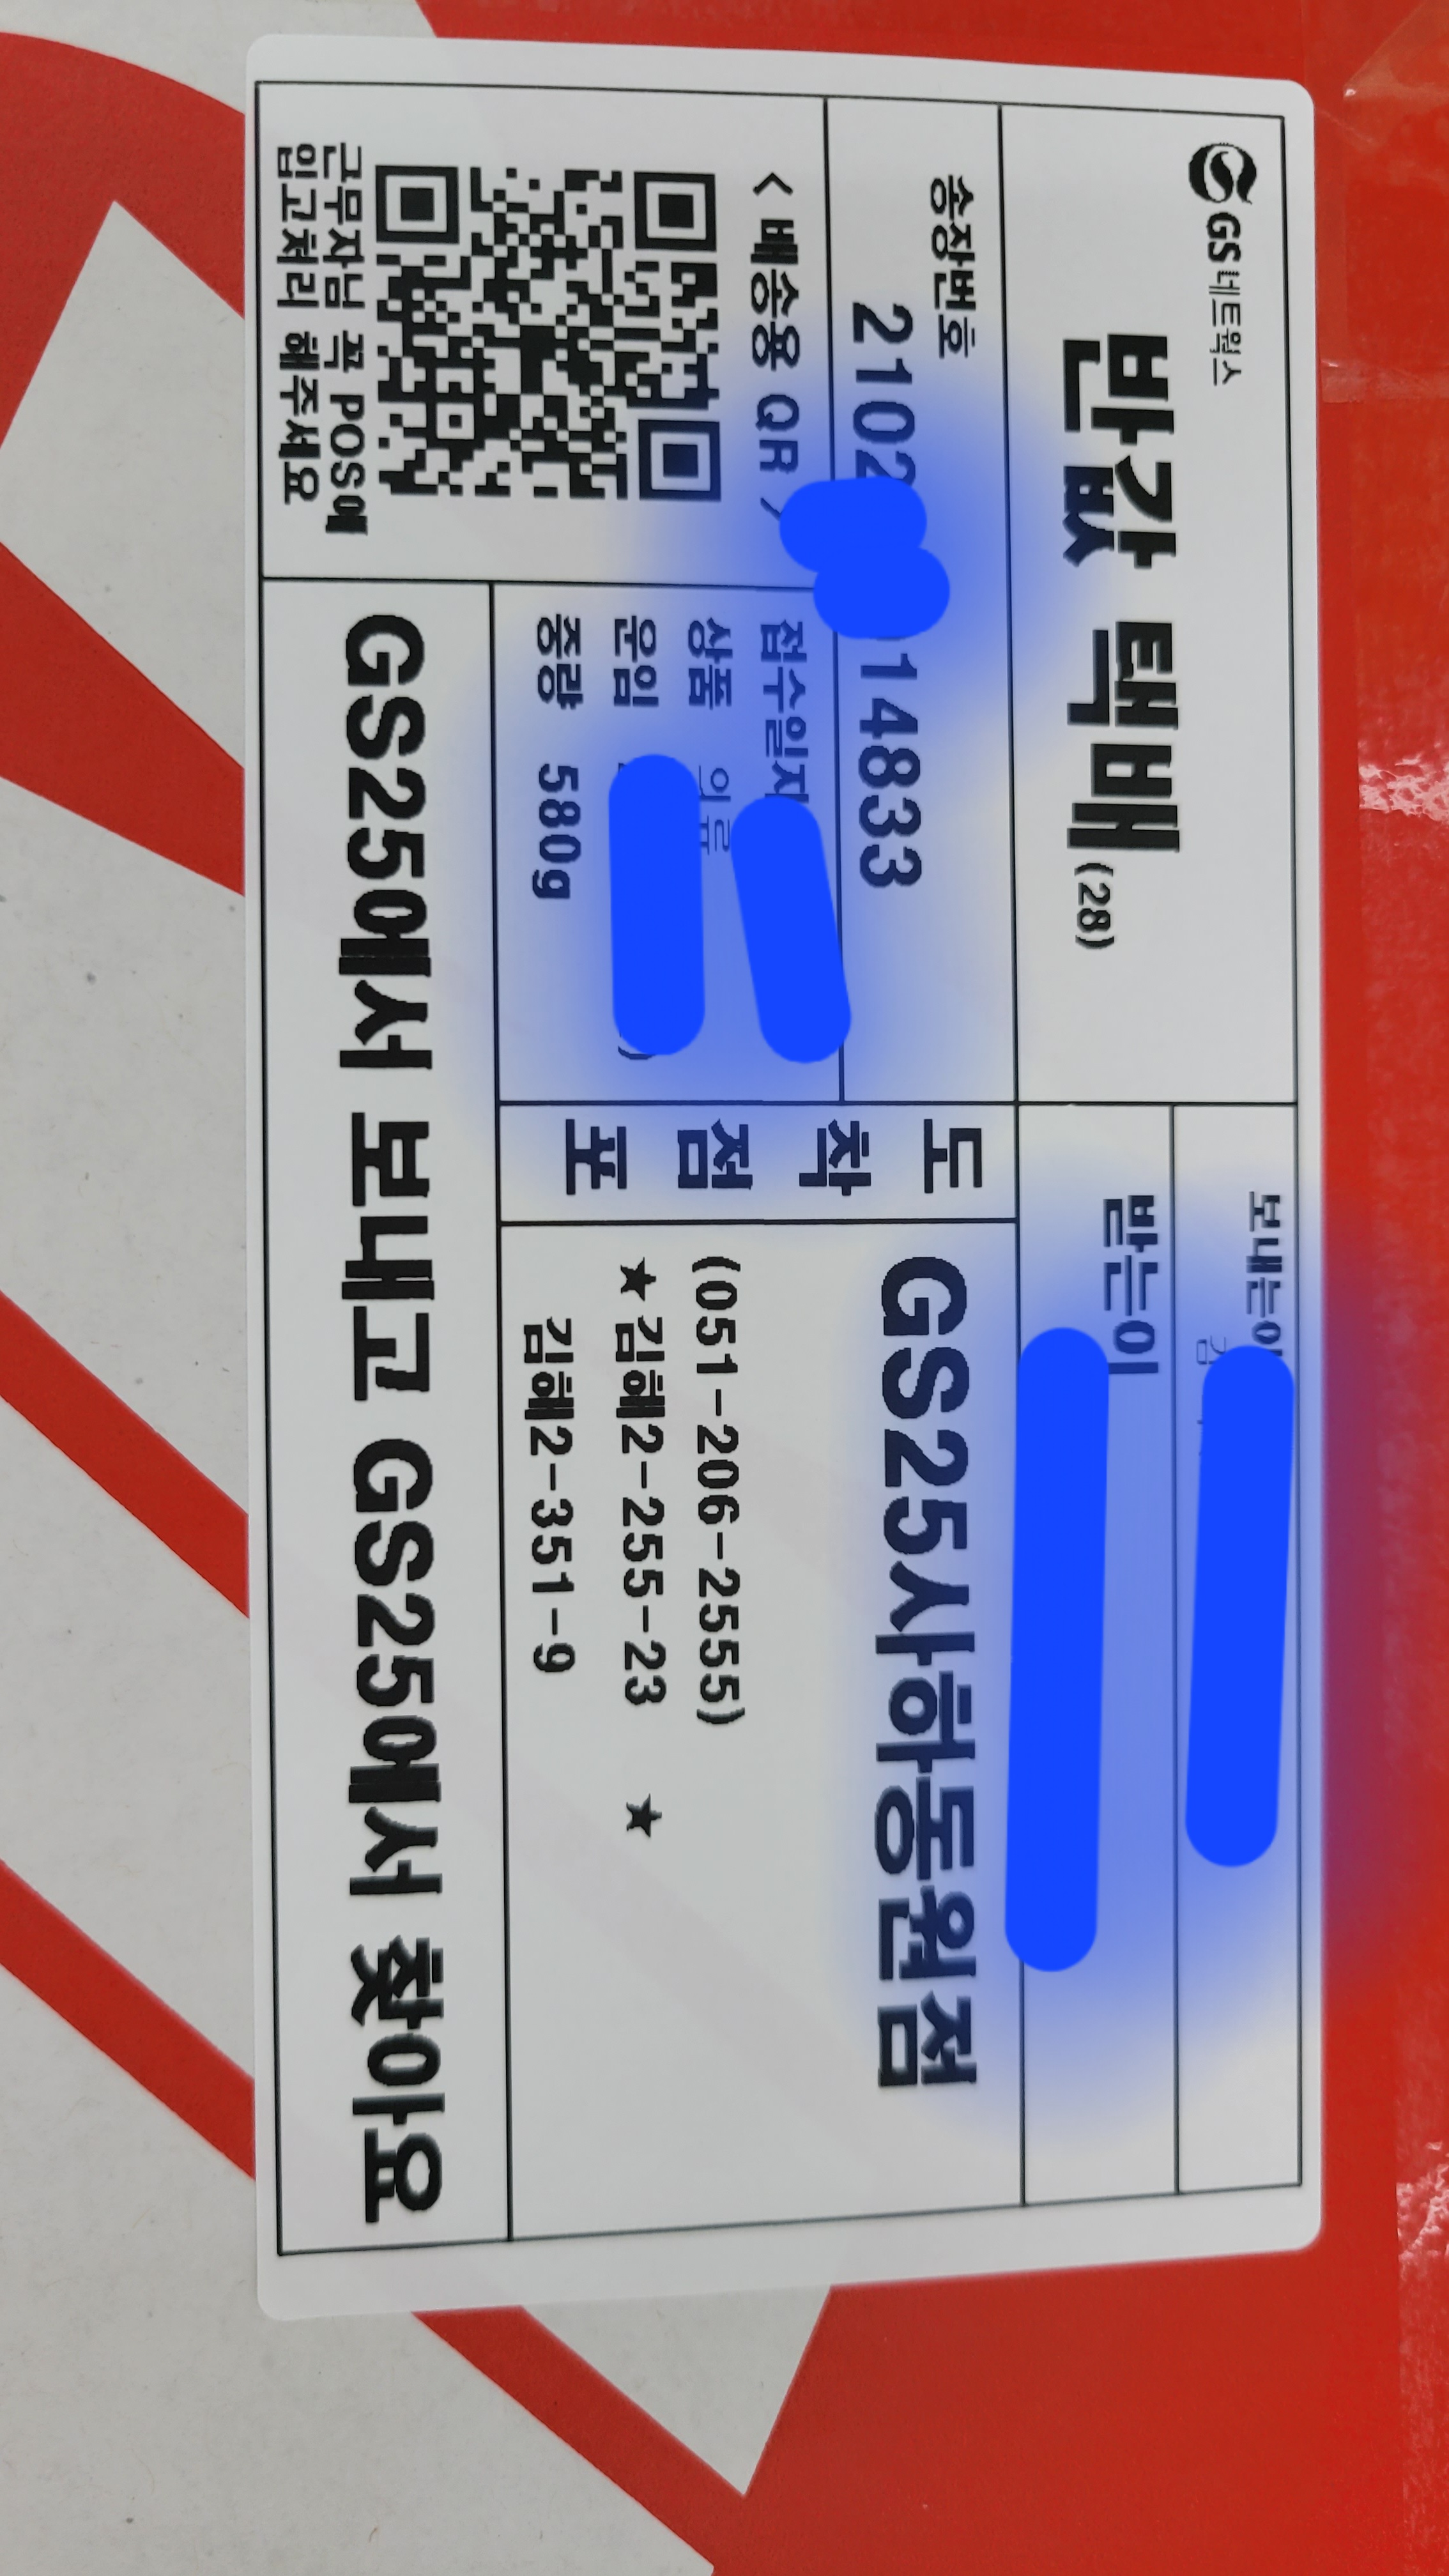 GS네트웍스
반값 택배(28)
보내는이
받는이
송장번호
2102 14833
< 배송용 QR >
근무자님 꼭 POS에
입고처리 해주세요
접수일자
상품 의류
운임
중량 580g
도착점포
GS25사하동원점
(051-206-2555)
★김해2-255-23 ★
김해2-351-9
GS25에서 보내고 GS25에서 찾아요